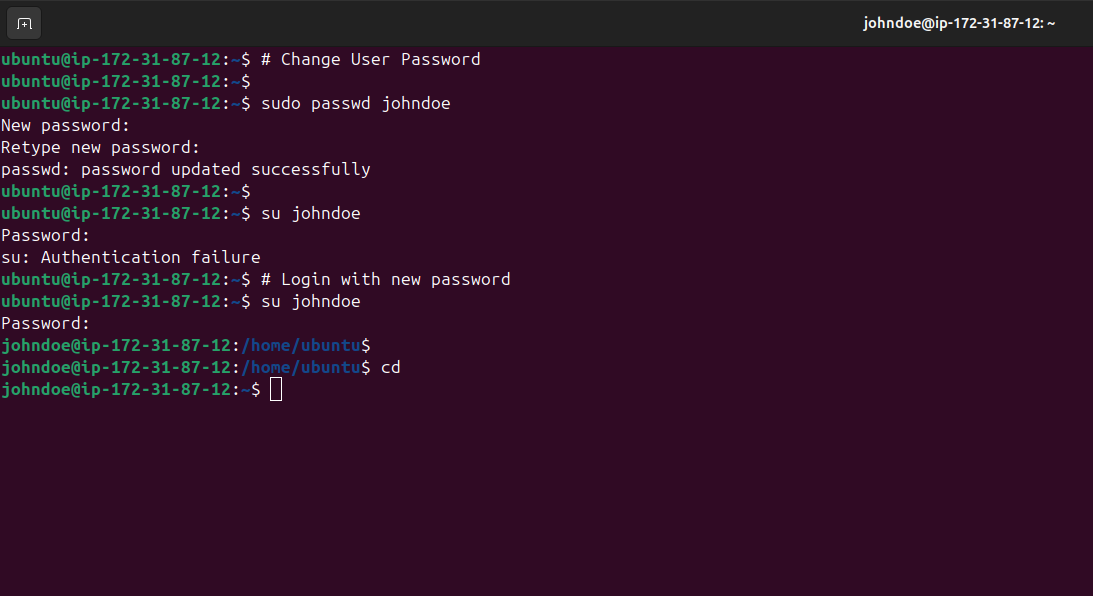 johndoe@ip-172-31-87-12: ~
ubuntu@ip-172-31-87-12:~$ # Change User Password
ubuntu@ip-172-31-87-12:~$
ubuntu@ip-172-31-87-12:~$ sudo passwd johndoe
New password:
Retype new password:
passwd: password updated successfully
ubuntu@ip-172-31-87-12:~$
ubuntu@ip-172-31-87-12:~$ su johndoe
Password:
su: Authentication failure
ubuntu@ip-172-31-87-12:~$ # Login with new password
ubuntu@ip-172-31-87-12:~$ su johndoe
Password:
johndoe@ip-172-31-87-12:/home/ubuntu$
johndoe@ip-172-31-87-12:/home/ubuntu$ cd
johndoe@ip-172-31-87-12:~$